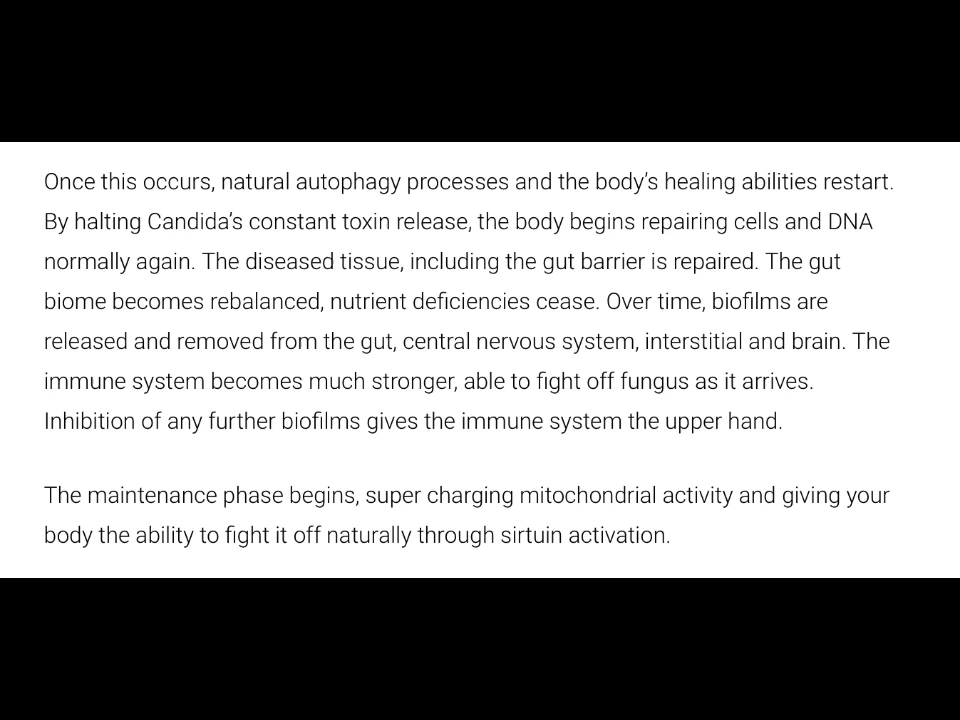 Once this occurs, natural autophagy processes and the body’s healing abilities restart.
By halting Candida’s constant toxin release, the body begins repairing cells and DNA
normally again. The diseased tissue, including the gut barrier is repaired. The gut
biome becomes rebalanced, nutrient deficiencies cease. Over time, biofilms are
released and removed from the gut, central nervous system, interstitial and brain. The
immune system becomes much stronger, able to fight off fungus as it arrives.
Inhibition of any further biofilms gives the immune system the upper hand.
The maintenance phase begins, super charging mitochondrial activity and giving your
body the ability to fight it off naturally through sirtuin activation.